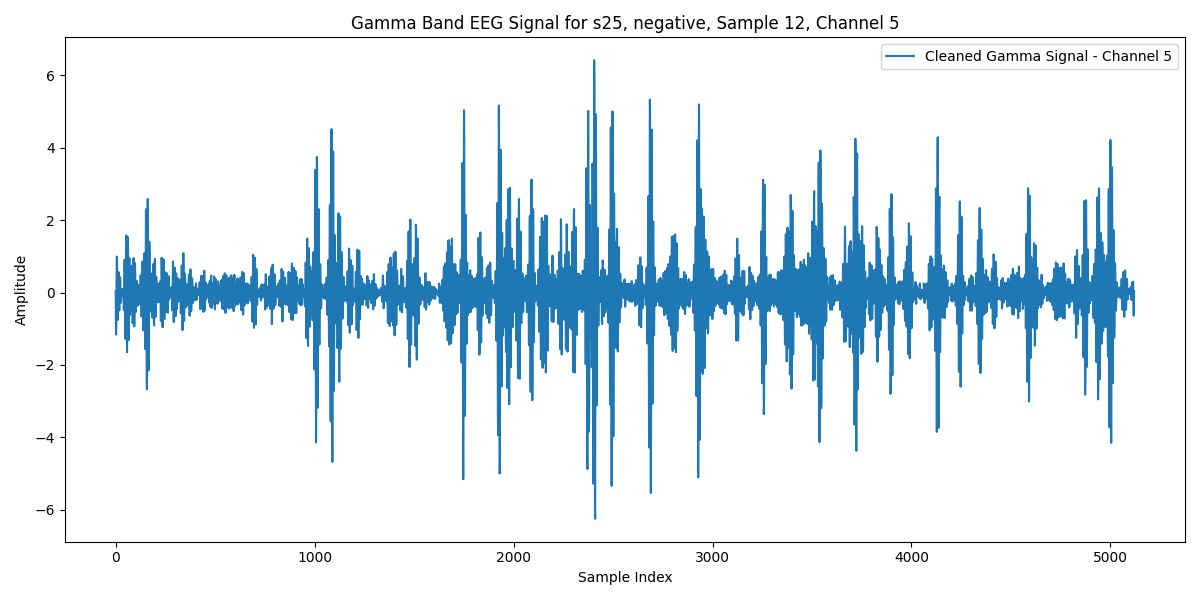 Gamma Band EEG Signal for s25, negative, Sample 12, Channel 5
Cleaned Gamma Signal - Channel 5
Amplitude
6
4
2
0
−2
−4
−6
0 1000 2000 3000 4000 5000
Sample Index